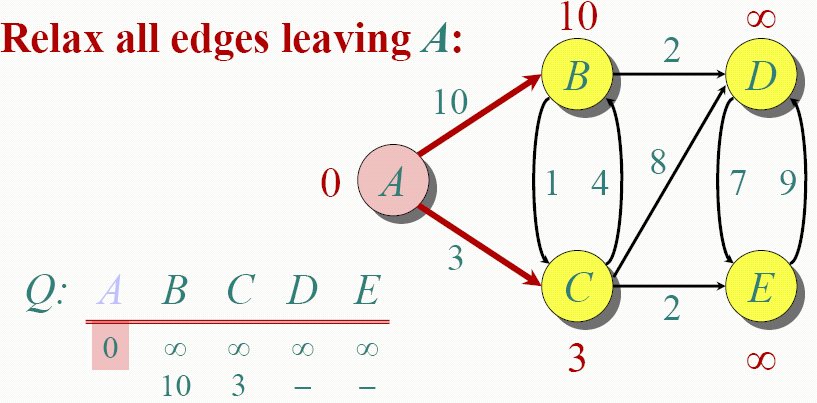 10 ∞
Relax all edges leaving A:
B 2 D
10
0 A 1 4 8 7 9
3
Q: A B C D E
C 2 E
0 ∞ ∞ ∞ ∞
3 ∞
10 3 – –